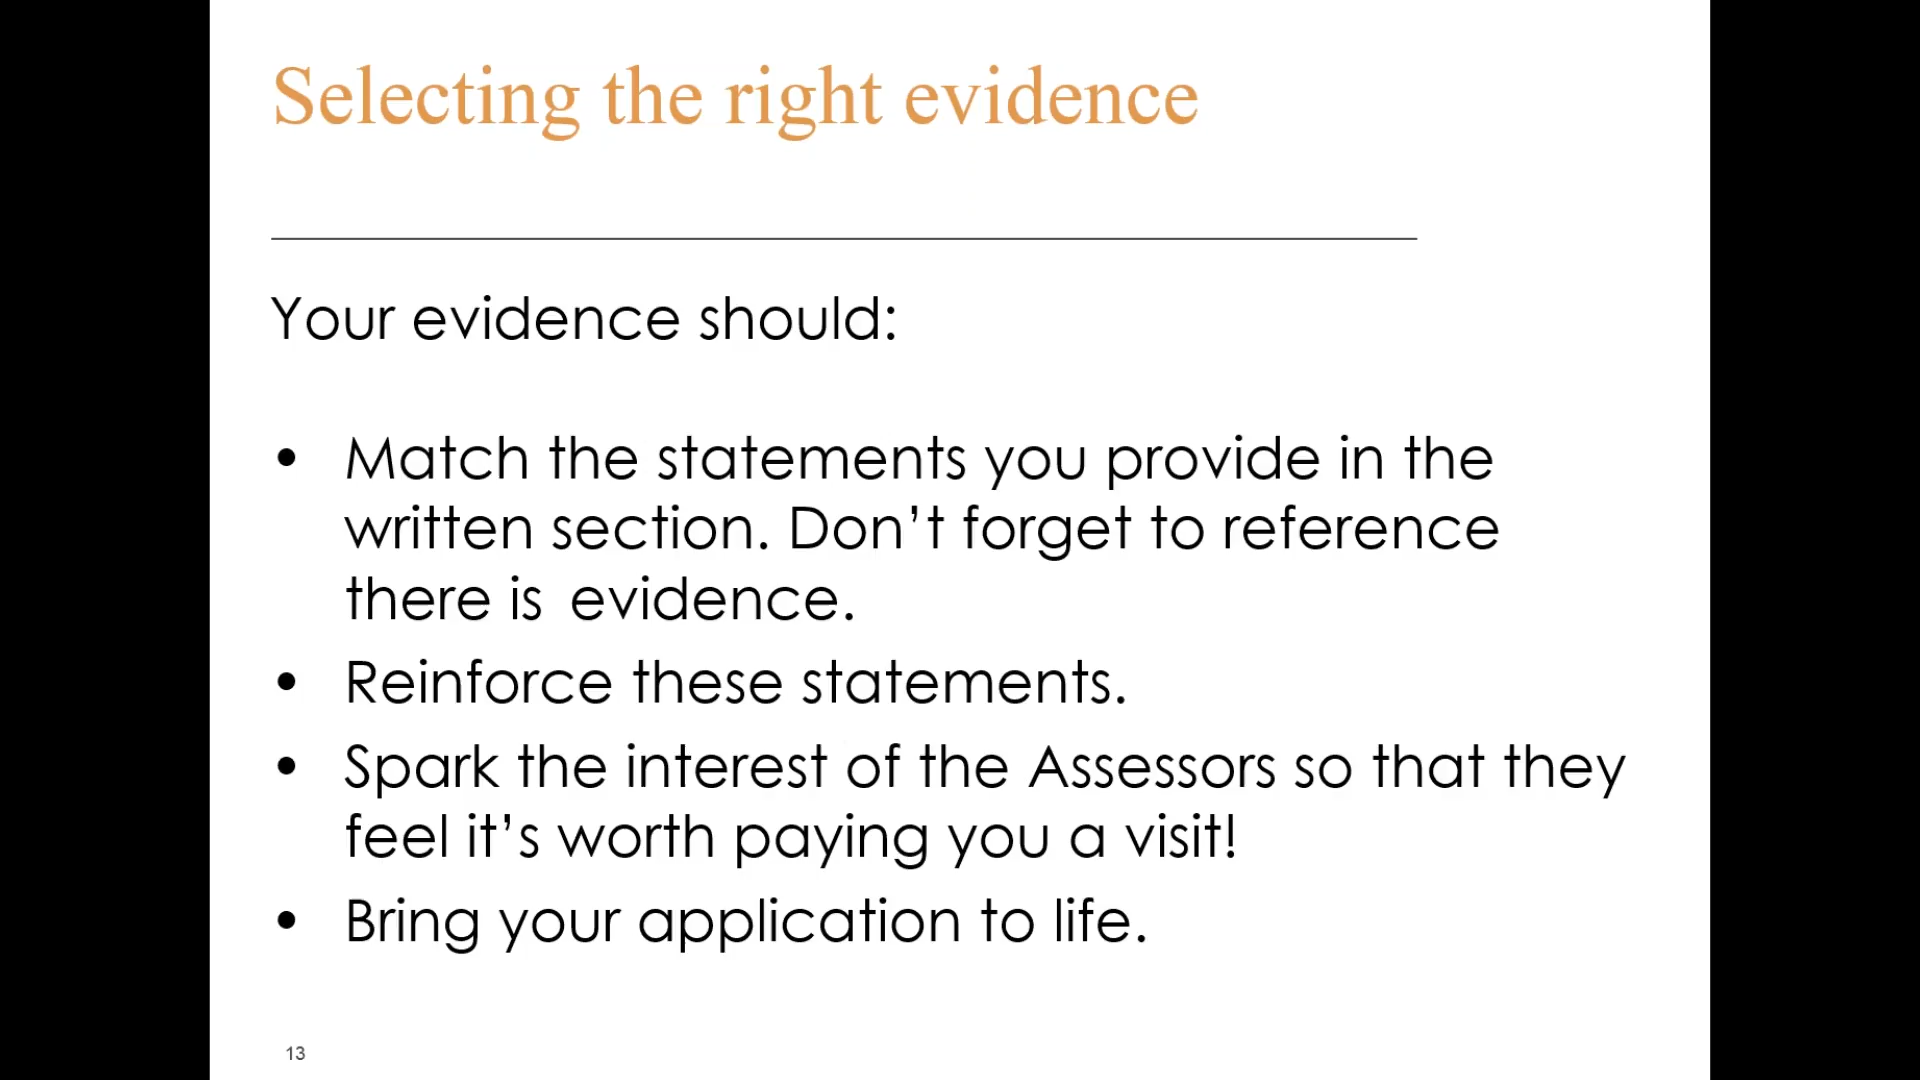 Selecting the right evidence
Your evidence should:
• Match the statements you provide in the
written section. Don’t forget to reference
there is evidence.
• Reinforce these statements.
• Spark the interest of the Assessors so that they
feel it’s worth paying you a visit!
• Bring your application to life.
13